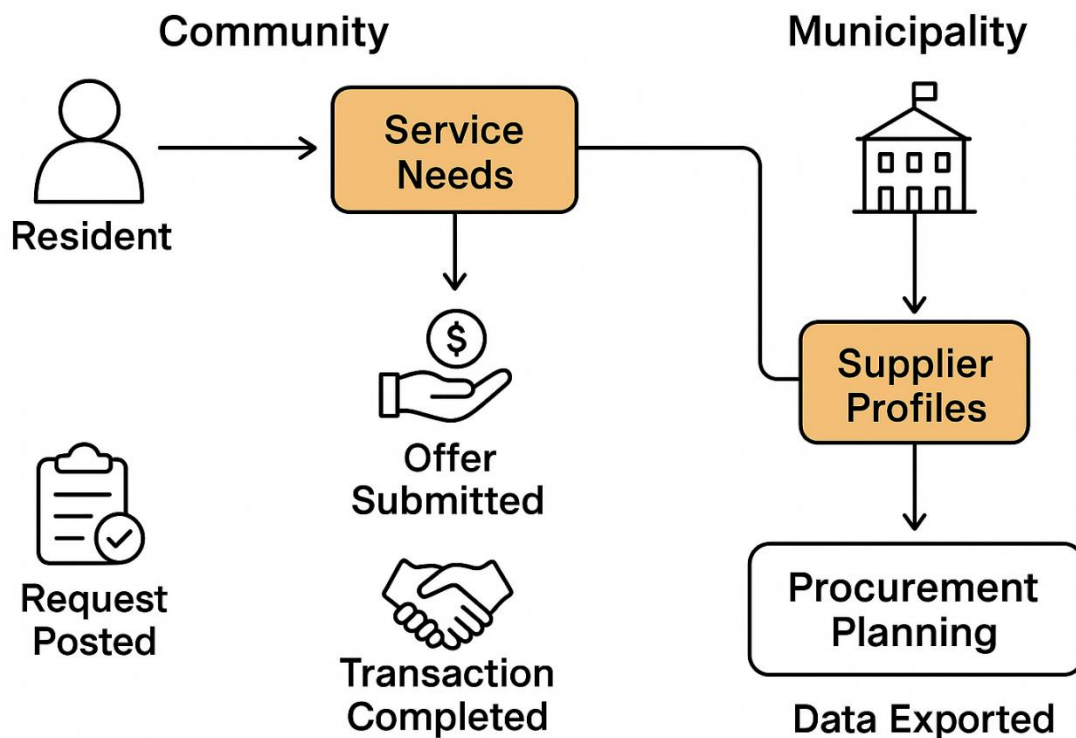 Community
Municipality
Resident
Service
Needs
$
Offer
Submitted
Supplier
Profiles
Request
Posted
Transaction
Completed
Procurement
Planning
Data Exported